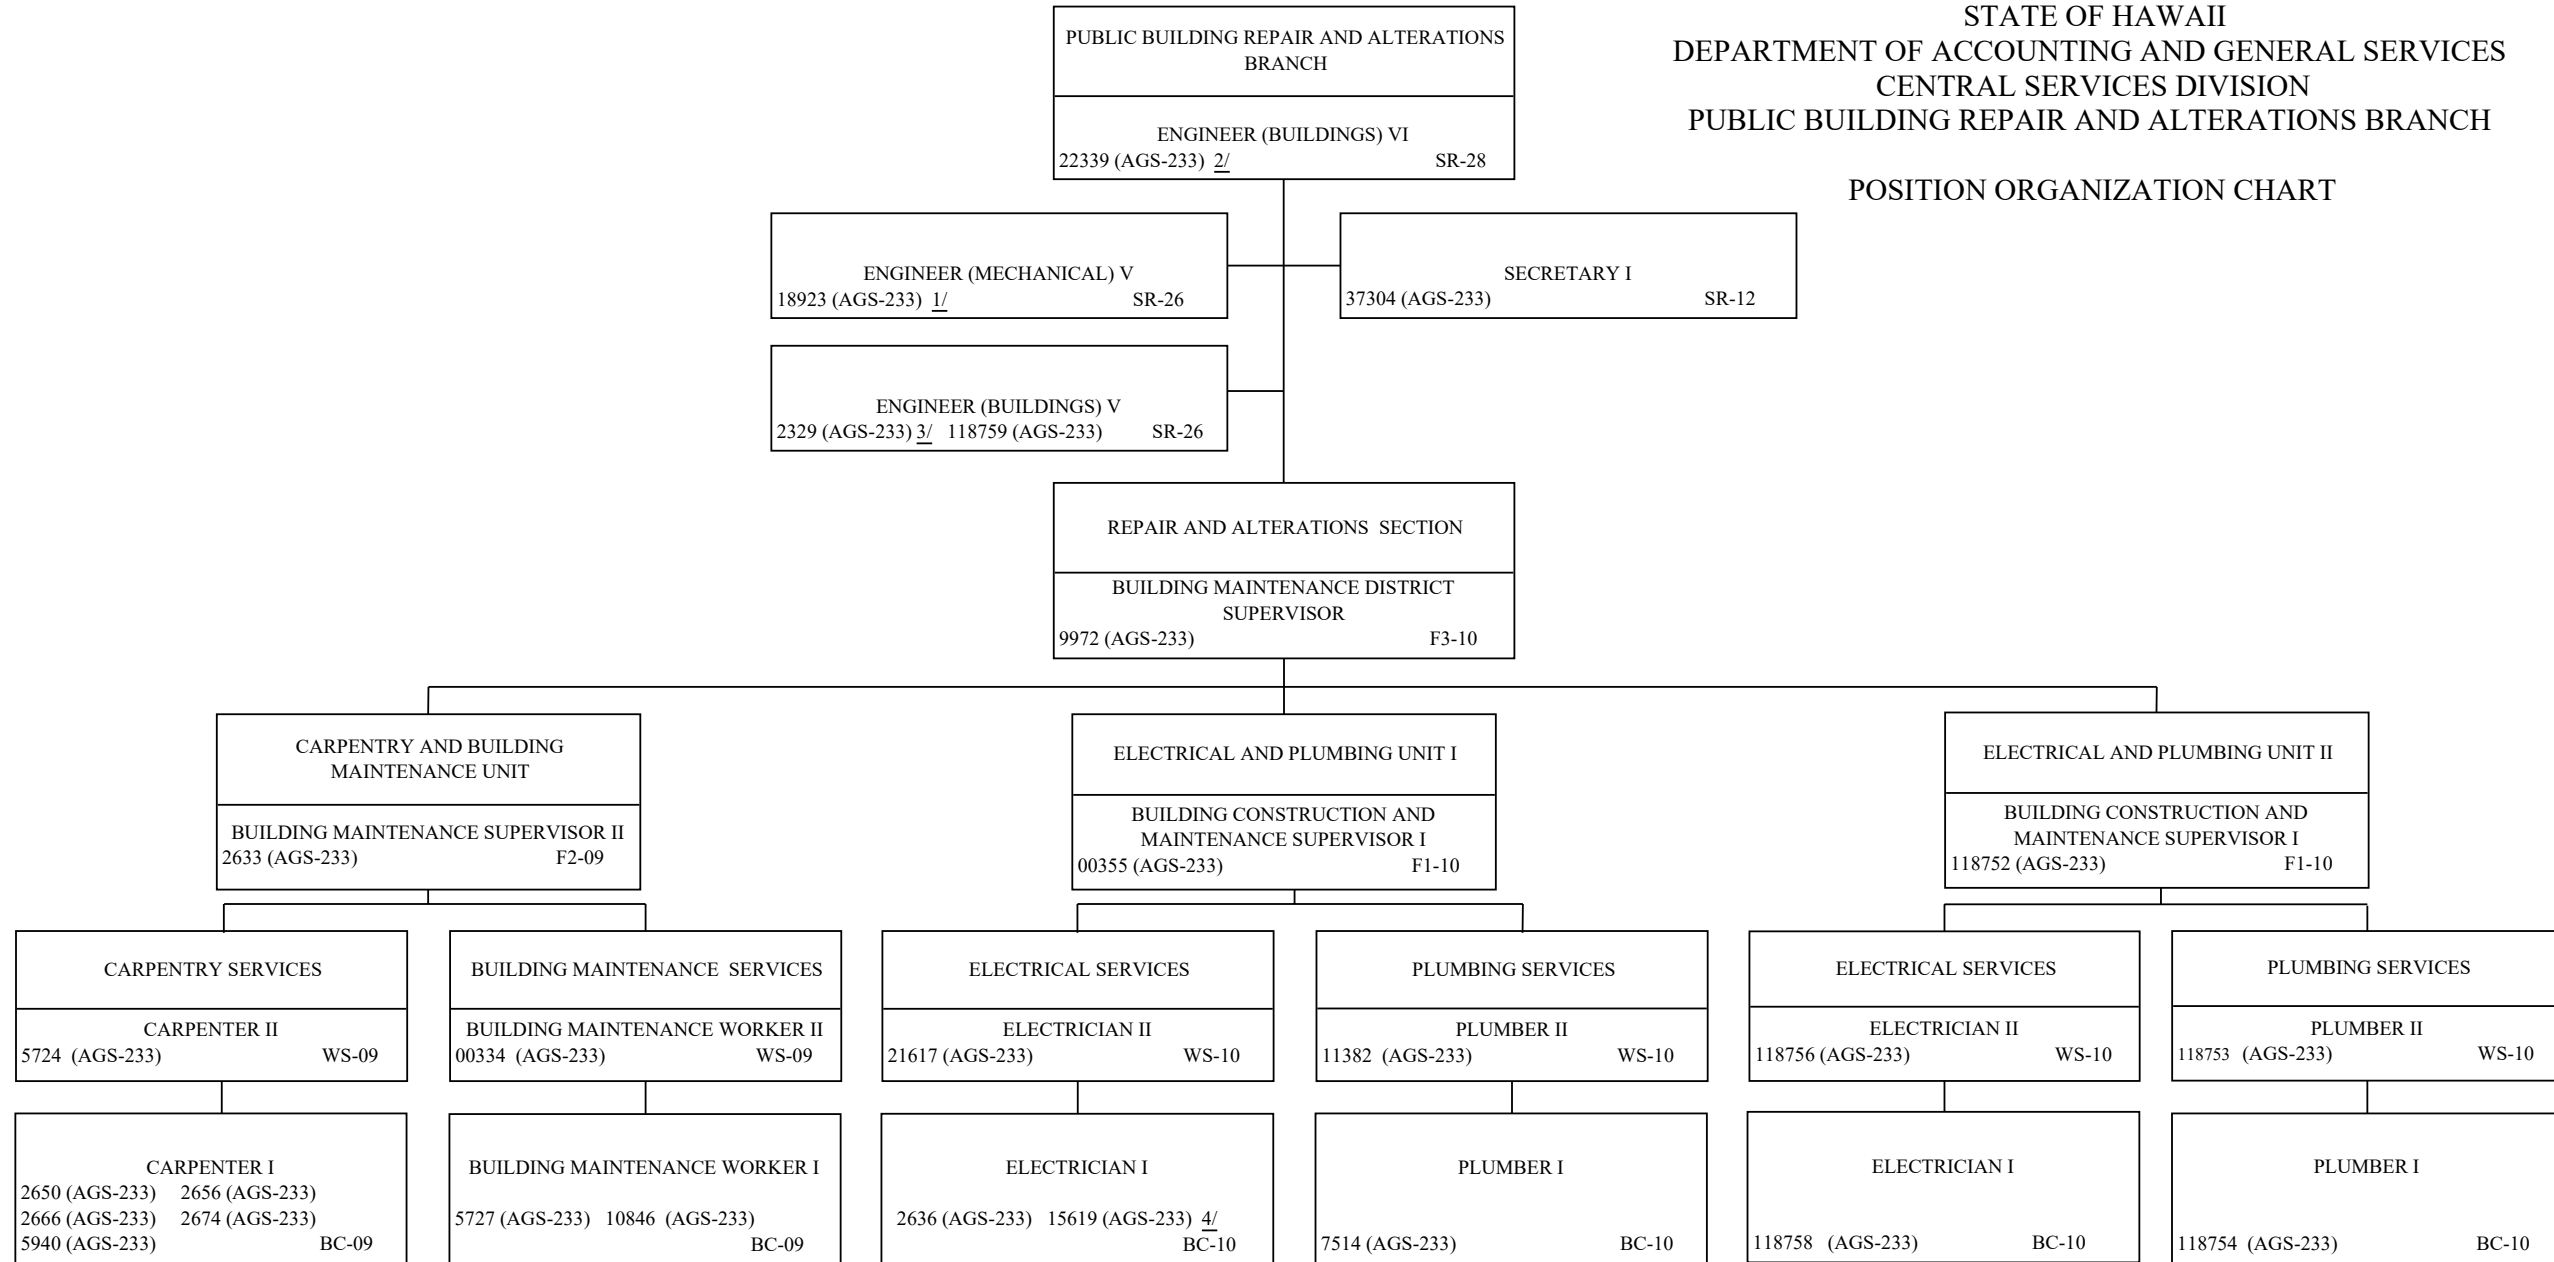 STATE OF HAWAII
DEPARTMENT OF ACCOUNTING AND GENERAL SERVICES
CENTRAL SERVICES DIVISION
PUBLIC BUILDING REPAIR AND ALTERATIONS BRANCH
POSITION ORGANIZATION CHART
PUBLIC BUILDING REPAIR AND ALTERATIONS
BRANCH
ENGINEER (BUILDINGS) VI
22339 (AGS-233) 2/ SR-28
ENGINEER (MECHANICAL) V
18923 (AGS-233) 1/ SR-26
SECRETARY I
37304 (AGS-233) SR-12
ENGINEER (BUILDINGS) V
2329 (AGS-233) 3/ 118759 (AGS-233) SR-26
REPAIR AND ALTERATIONS SECTION
BUILDING MAINTENANCE DISTRICT
SUPERVISOR
9972 (AGS-233) F3-10
CARPENTRY AND BUILDING
MAINTENANCE UNIT
BUILDING MAINTENANCE SUPERVISOR II
2633 (AGS-233) F2-09
ELECTRICAL AND PLUMBING UNIT I
BUILDING CONSTRUCTION AND
MAINTENANCE SUPERVISOR I
00355 (AGS-233) F1-10
ELECTRICAL AND PLUMBING UNIT II
BUILDING CONSTRUCTION AND
MAINTENANCE SUPERVISOR I
118752 (AGS-233) F1-10
CARPENTRY SERVICES
CARPENTER II
5724 (AGS-233) WS-09
BUILDING MAINTENANCE SERVICES
BUILDING MAINTENANCE WORKER II
00334 (AGS-233) WS-09
ELECTRICAL SERVICES
ELECTRICIAN II
21617 (AGS-233) WS-10
PLUMBING SERVICES
PLUMBER II
11382 (AGS-233) WS-10
ELECTRICAL SERVICES
ELECTRICIAN II
118756 (AGS-233) WS-10
PLUMBING SERVICES
PLUMBER II
118753 (AGS-233) WS-10
CARPENTER I
2650 (AGS-233) 2656 (AGS-233)
2666 (AGS-233) 2674 (AGS-233)
5940 (AGS-233) BC-09
BUILDING MAINTENANCE WORKER I
5727 (AGS-233) 10846 (AGS-233)
BC-09
ELECTRICIAN I
2636 (AGS-233) 15619 (AGS-233) 4/
BC-10
PLUMBER I
7514 (AGS-233) BC-10
ELECTRICIAN I
118758 (AGS-233) BC-10
PLUMBER I
118754 (AGS-233) BC-10